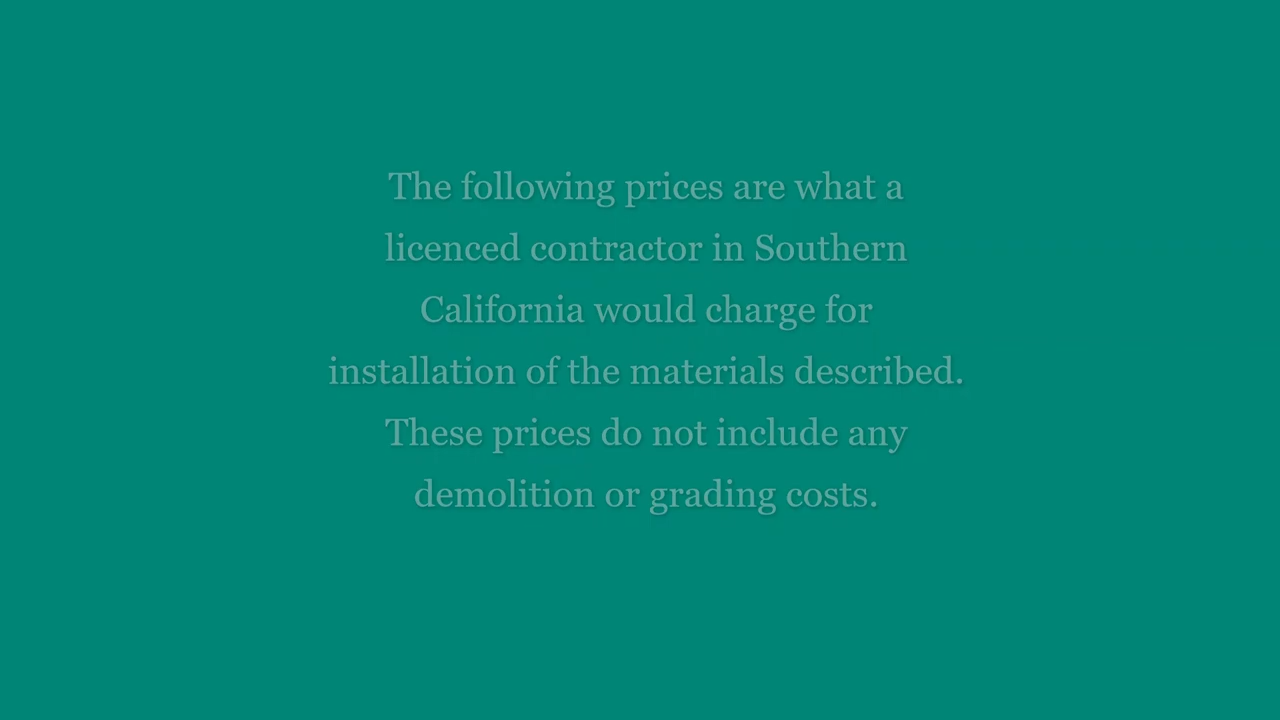 The following prices are what a
licenced contractor in Southern
California would charge for
installation of the materials described.
These prices do not include any
demolition or grading costs.